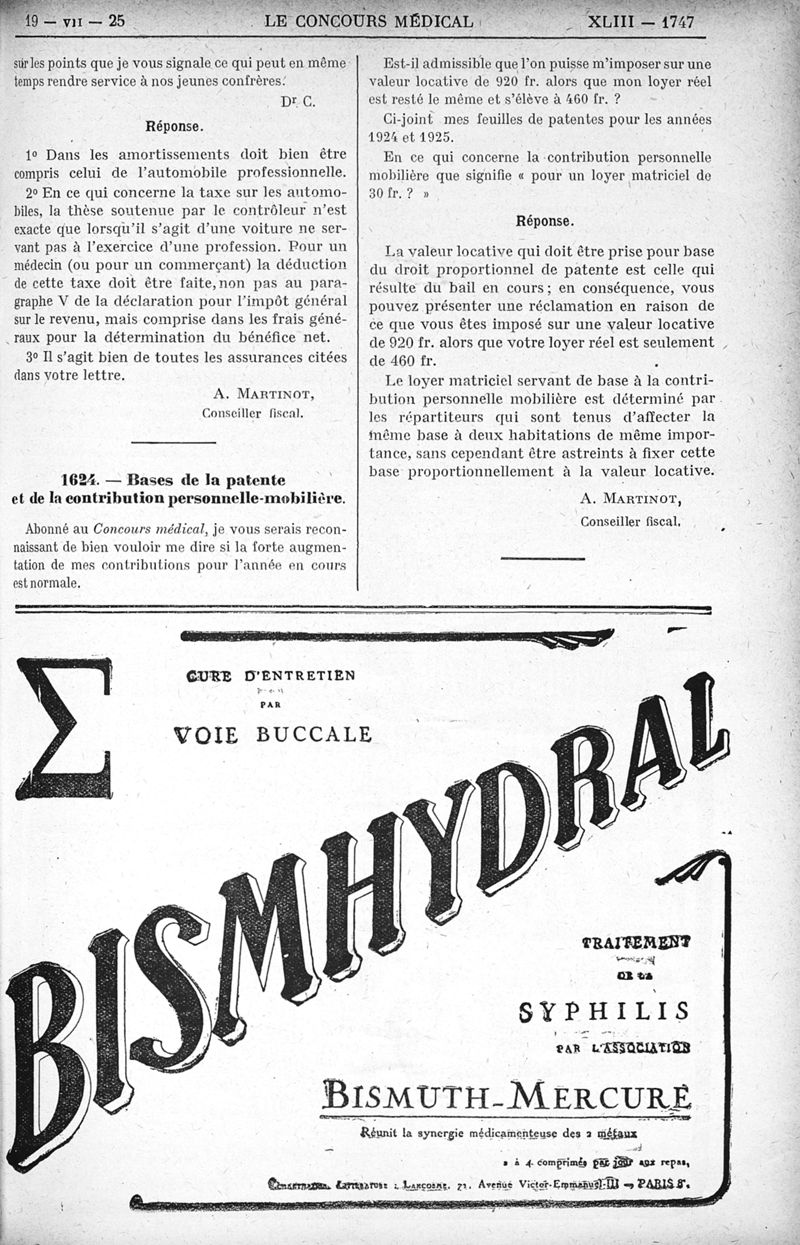 19 — VII — 25
LE CONCOURS MÉDICAL
XLIII — 1747
sur les points que je vous signale ce qui peut en même
temps rendre service à nos jeunes confrères.
Dr C.
Réponse.
1º Dans les amortissements doit bien être
compris celui de l'automobile professionnelle.
2º En ce qui concerne la taxe sur les automo-
biles, la thèse soutenue par le contrôleur n'est
exacte que lorsqu'il s'agit d'une voiture ne ser-
vant pas à l'exercice d'une profession. Pour un
médecin (ou pour un commerçant) la déduction
de cette taxe doit être faite, non pas au para-
graphe V de la déclaration pour l'impôt général
sur le revenu, mais comprise dans les frais géné-
raux pour la détermination du bénéfice net.
3º Il s'agit bien de toutes les assurances citées
dans votre lettre.
A. MARTINOT,
Conseiller fiscal.
1624. — Bases de la patente
et de la contribution personnelle-mobilière.
Abonné au Concours médical, je vous serais recon-
naissant de bien vouloir me dire si la forte augmen-
tation de mes contributions pour l'année en cours
est normale.
Est-il admissible que l'on puisse m'imposer sur une
valeur locative de 920 fr. alors que mon loyer réel
est resté le même et s'élève à 460 fr. ?
Ci-joint mes feuilles de patentes pour les années
1924 et 1925.
En ce qui concerne la contribution personnelle
mobilière que signifie « pour un loyer matriciel de
30 fr. ? »
Réponse.
La valeur locative qui doit être prise pour base
du droit proportionnel de patente est celle qui
résulte du bail en cours ; en conséquence, vous
pouvez présenter une réclamation en raison de
ce que vous êtes imposé sur une valeur locative
de 920 fr. alors que votre loyer réel est seulement
de 460 fr.
Le loyer matriciel servant de base à la contri-
bution personnelle mobilière est déterminé par
les répartiteurs qui sont tenus d'affecter la
même base à deux habitations de même impor-
tance, sans cependant être astreints à fixer cette
base proportionnellement à la valeur locative.
A. MARTINOT,
Conseiller fiscal.
Σ
CURE D'ENTRETIEN
PAR
VOIE BUCCALE
BISMHYDRAL
TRAITEMENT
DE LA
SYPHILIS
PAR L'ASSOCIATION
BISMUTH-MERCURE
Réunit la synergie médicamenteuse des 2 métaux
à 4 comprimés par jour aux repas,
LANCOSME, 71, Avenue Victor-Emmanuel-III — PARIS 8e.